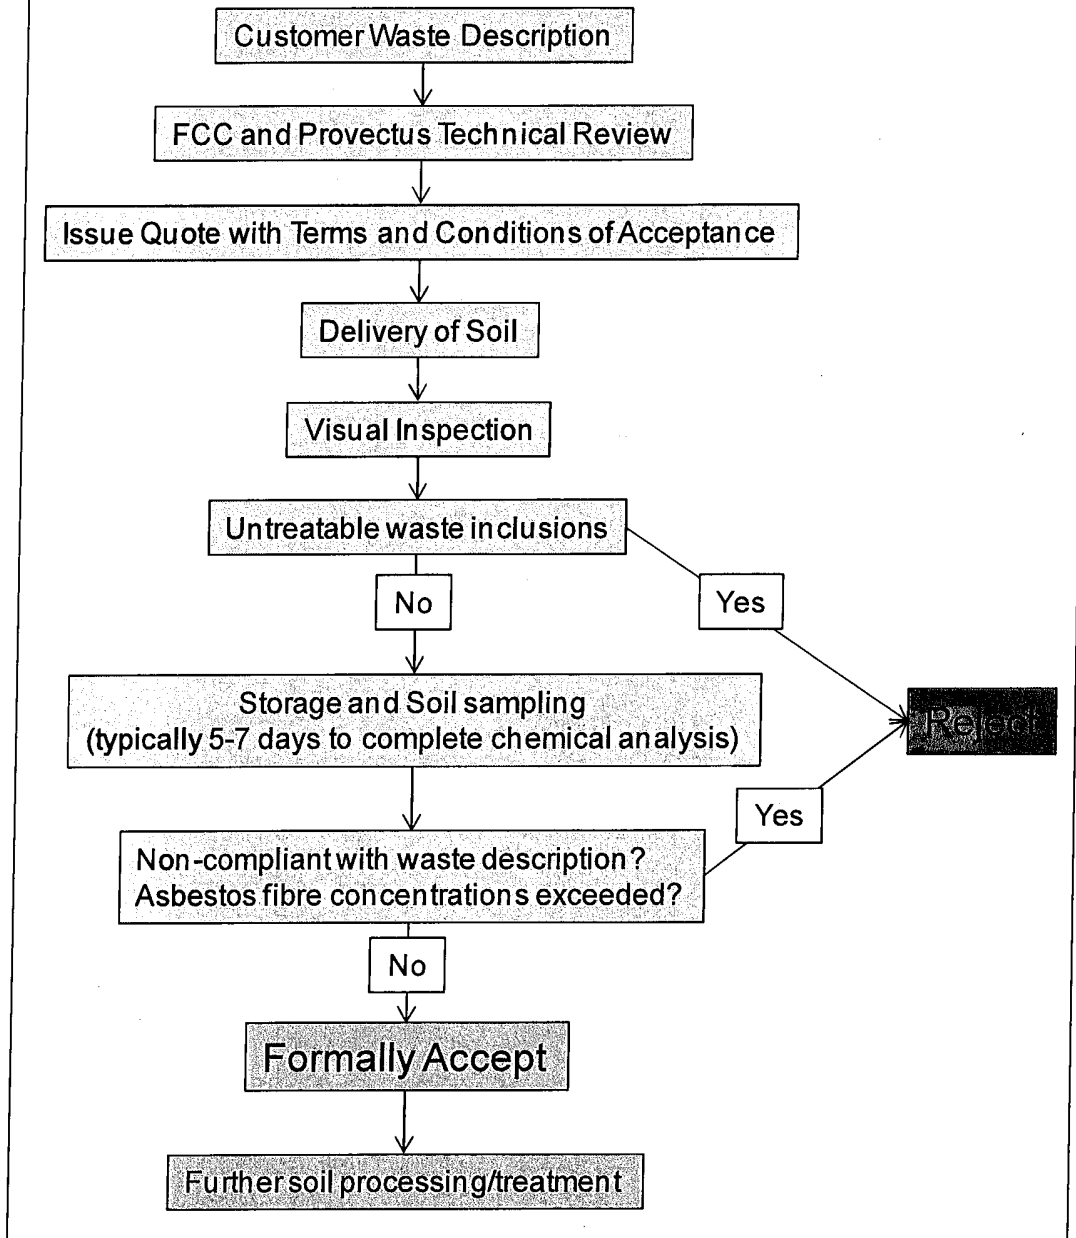 Customer Waste Description
FCC and Provectus Technical Review
Issue Quote with Terms and Conditions of Acceptance
Delivery of Soil
Visual Inspection
Untreatable waste inclusions
No
Yes
Storage and Soil sampling
(typically 5-7 days to complete chemical analysis)
Reject
Yes
Non-compliant with waste description?
Asbestos fibre concentrations exceeded?
No
Formally Accept
Further soil processing/treatment